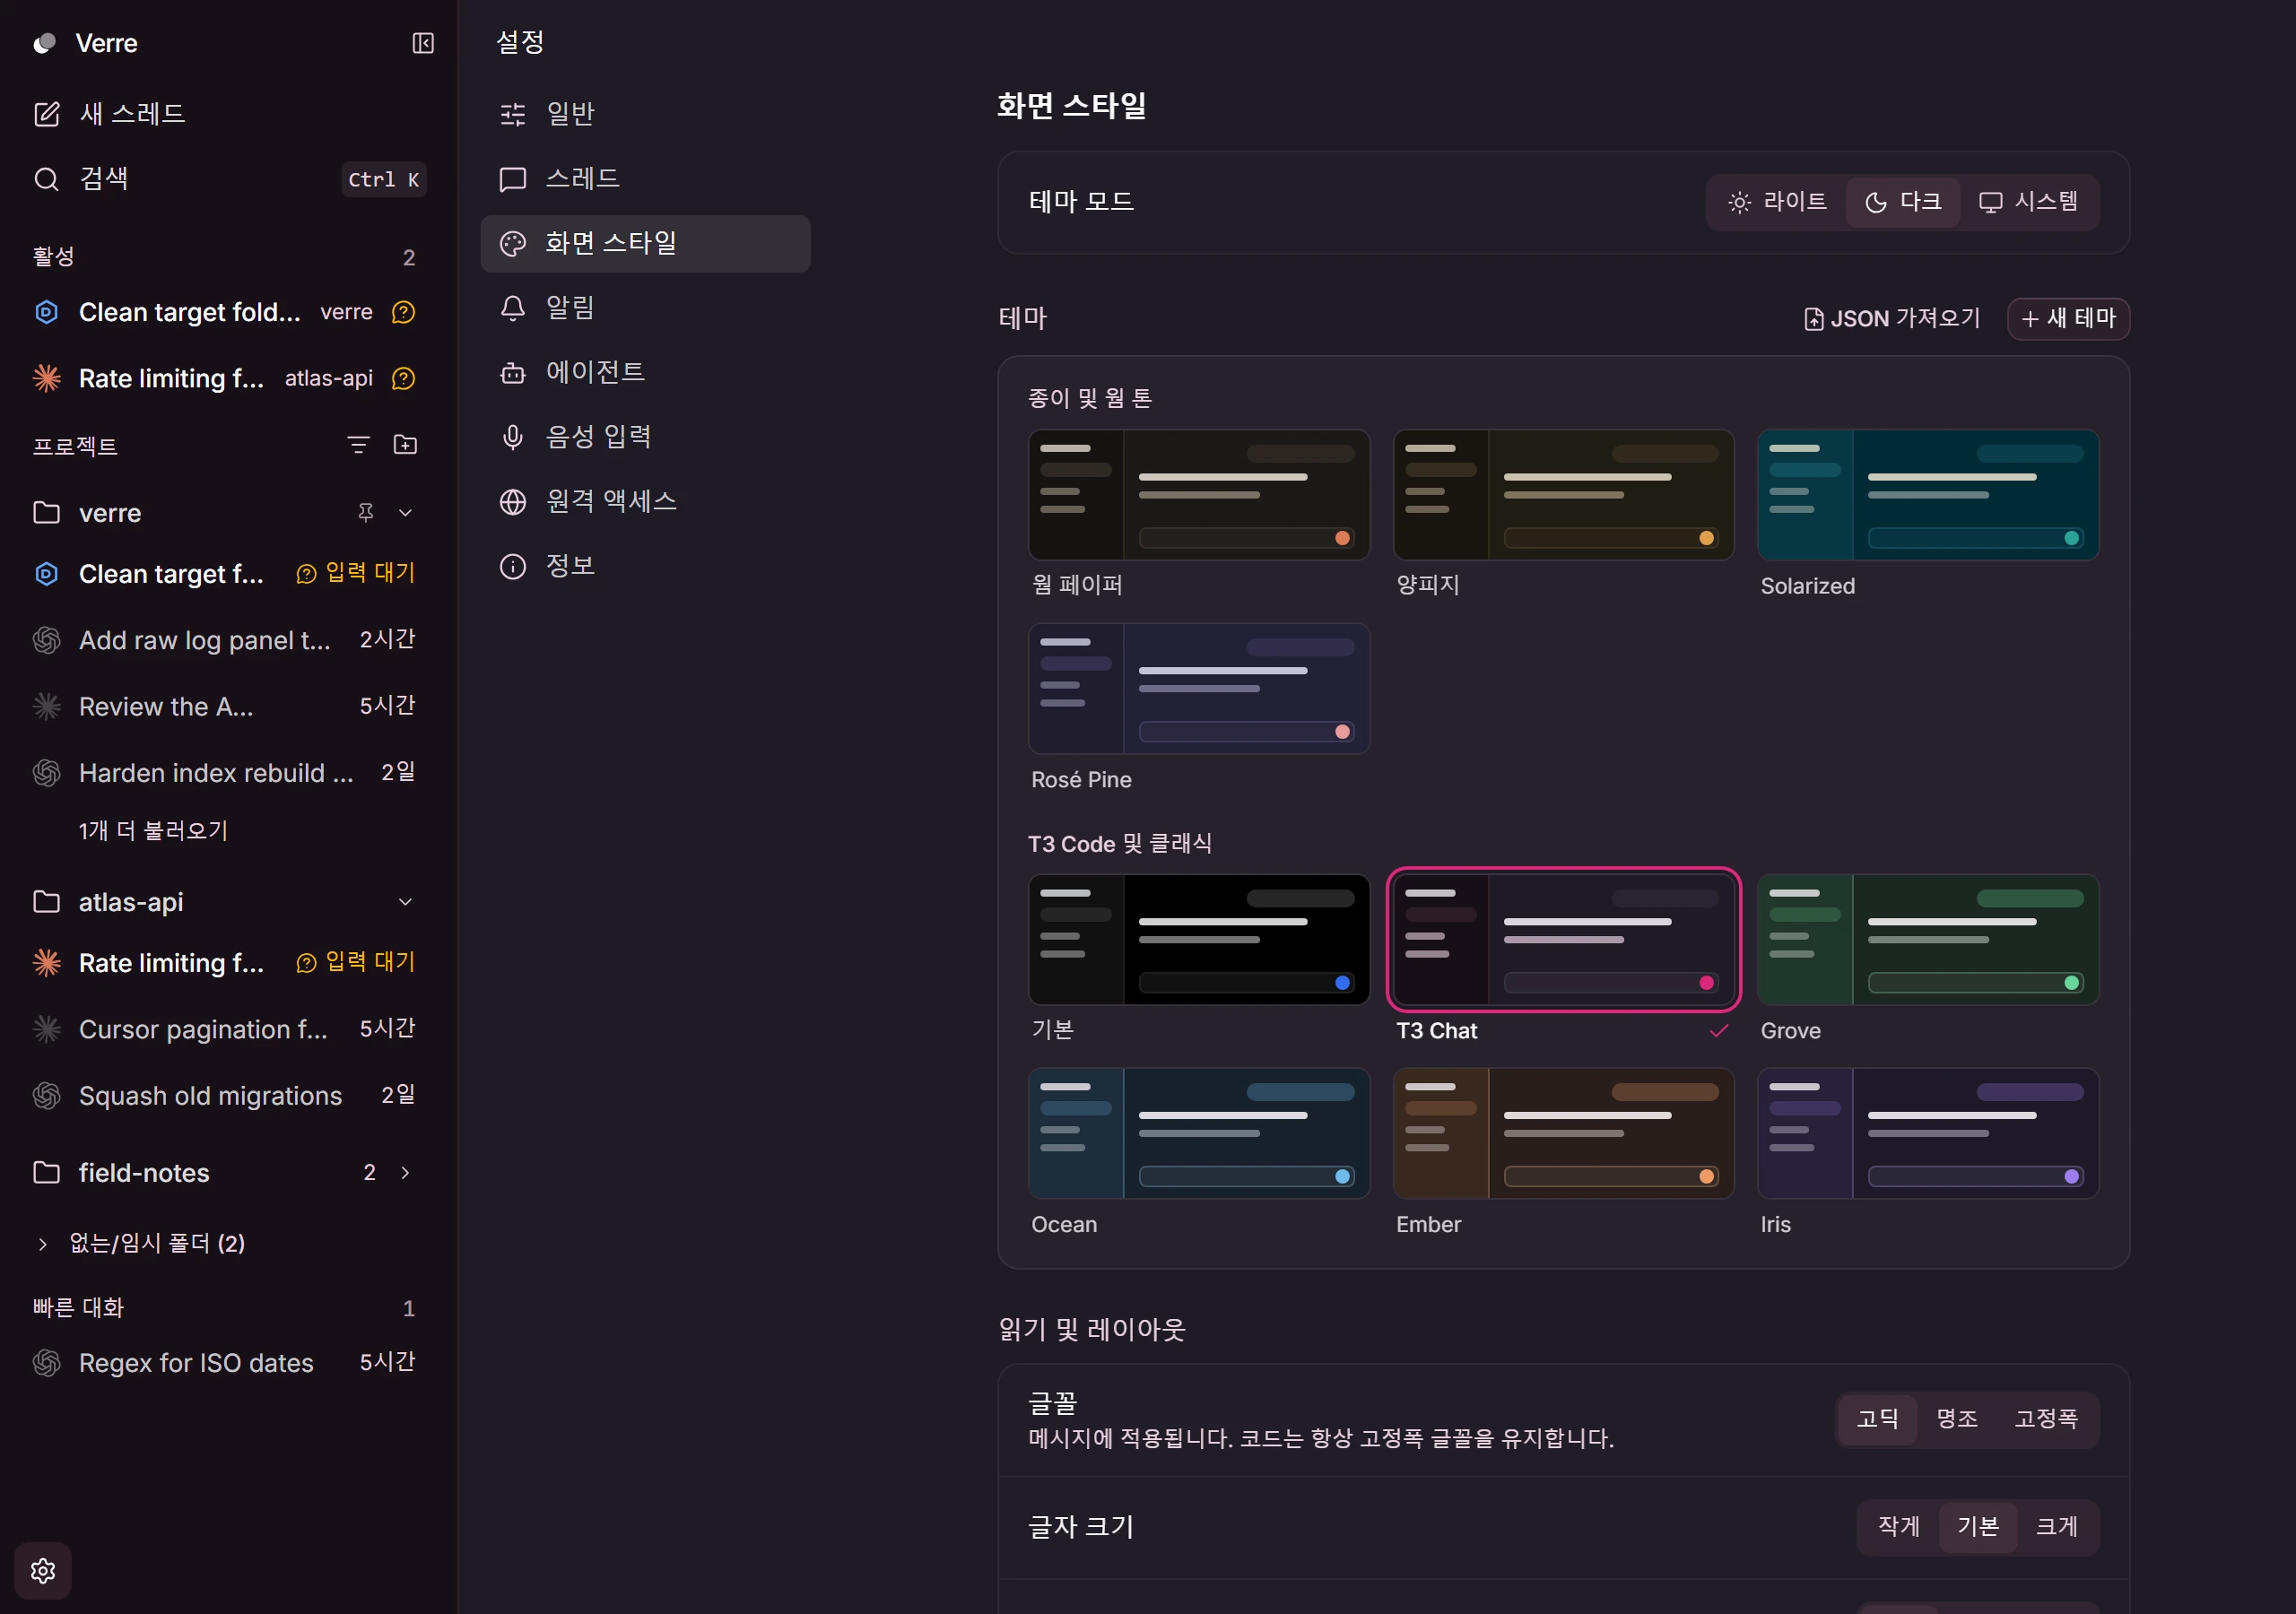 Verre
새 스레드
검색
Ctrl K
활성
2
Clean target fold... verre
Rate limiting f... atlas-api
프로젝트
verre
Clean target f... 입력 대기
Add raw log panel t... 2시간
Review the A... 5시간
Harden index rebuild ... 2일
1개 더 불러오기
atlas-api
Rate limiting f... 입력 대기
Cursor pagination f... 5시간
Squash old migrations 2일
field-notes 2
없는/임시 폴더 (2)
빠른 대화 1
Regex for ISO dates 5시간
설정
일반
스레드
화면 스타일
알림
에이전트
음성 입력
원격 액세스
정보
화면 스타일
테마 모드
라이트 다크 시스템
테마
JSON 가져오기
새 테마
종이 및 웜 톤
웜 페이퍼
양피지
Solarized
Rosé Pine
T3 Code 및 클래식
기본
T3 Chat
Grove
Ocean
Ember
Iris
읽기 및 레이아웃
글꼴
메시지에 적용됩니다. 코드는 항상 고정폭 글꼴을 유지합니다.
고딕 명조 고정폭
글자 크기
작게 기본 크게